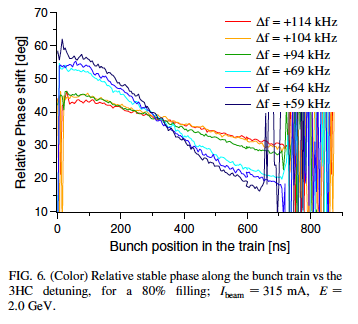 Relative Phase shift [deg]
70
60
50
40
30
20
10
Δf = +114 kHz
Δf = +104 kHz
Δf = +94 kHz
Δf = +69 kHz
Δf = +64 kHz
Δf = +59 kHz
0 200 400 600 800
Bunch position in the train [ns]
FIG. 6. (Color) Relative stable phase along the bunch train vs the
3HC detuning, for a 80% filling; Ibeam = 315 mA, E =
2.0 GeV.